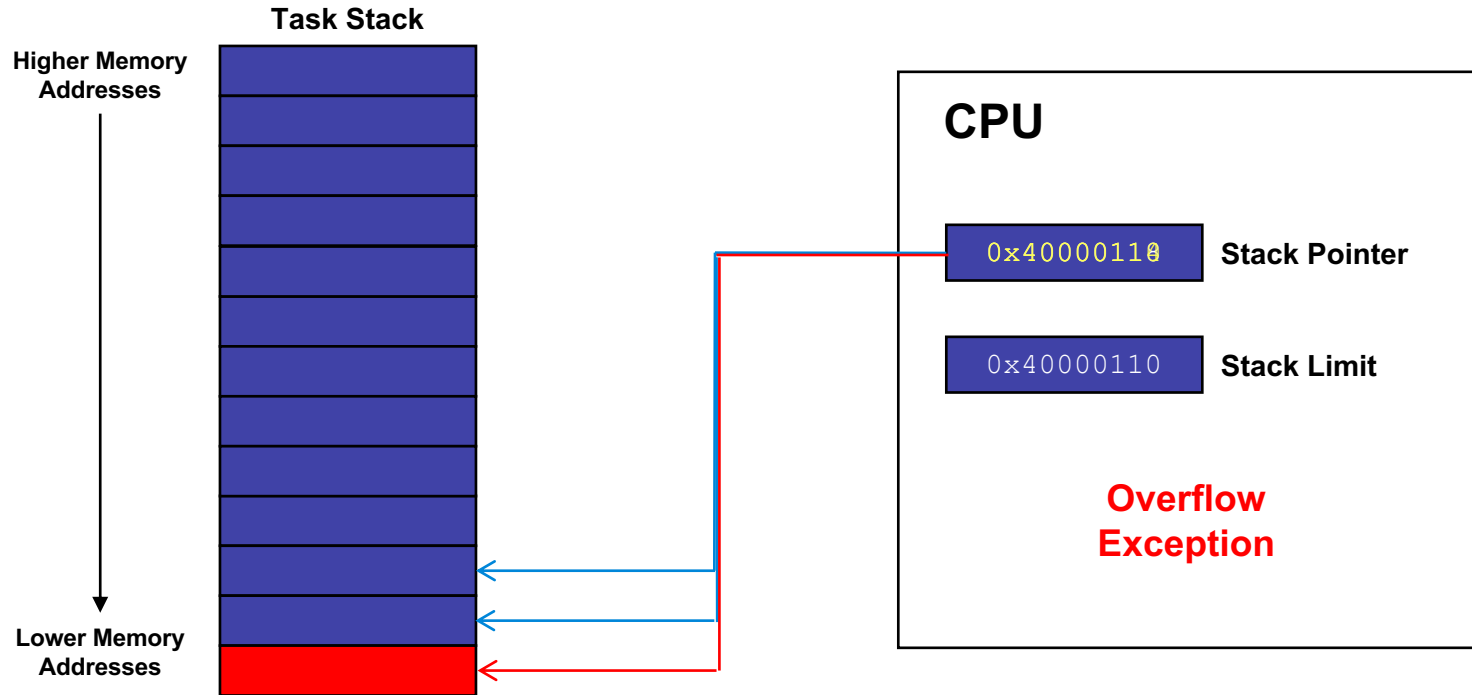 Task Stack
Higher Memory
Addresses
CPU
Stack Pointer
0x40000110
Stack Limit
Overflow
Exception
Lower Memory
Addresses